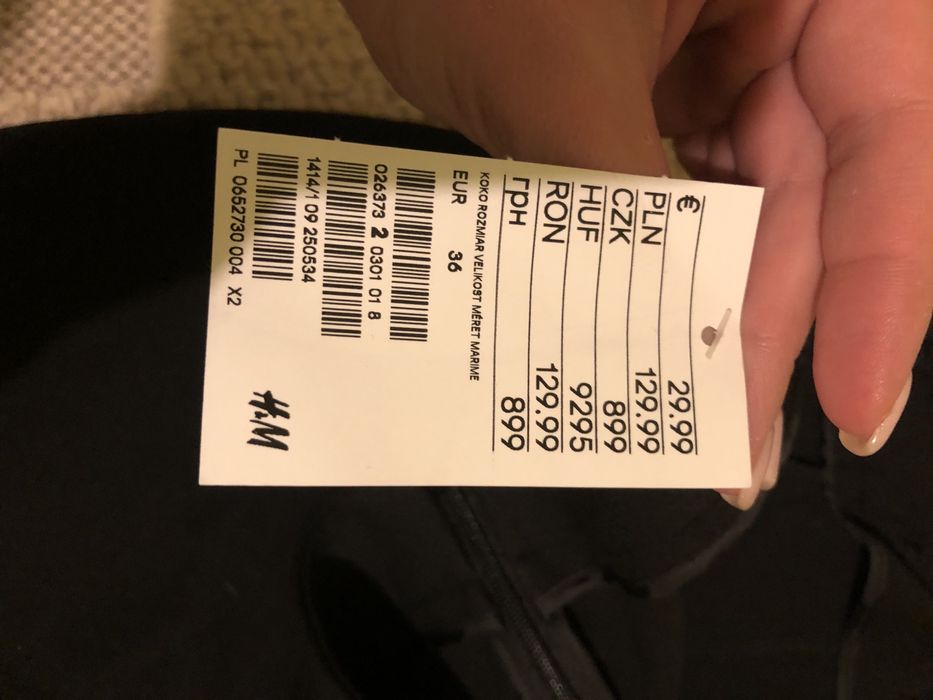 € 29.99
PLN 129.99
CZK 899
HUF 9295
RON 129.99
грн 899
KOKO ROZMIAR VELIKOST MÉRET MARIME
EUR 36
026373 2 0301 01 8
1414/1 09 250534
PL 0652730 004 X2
H&M